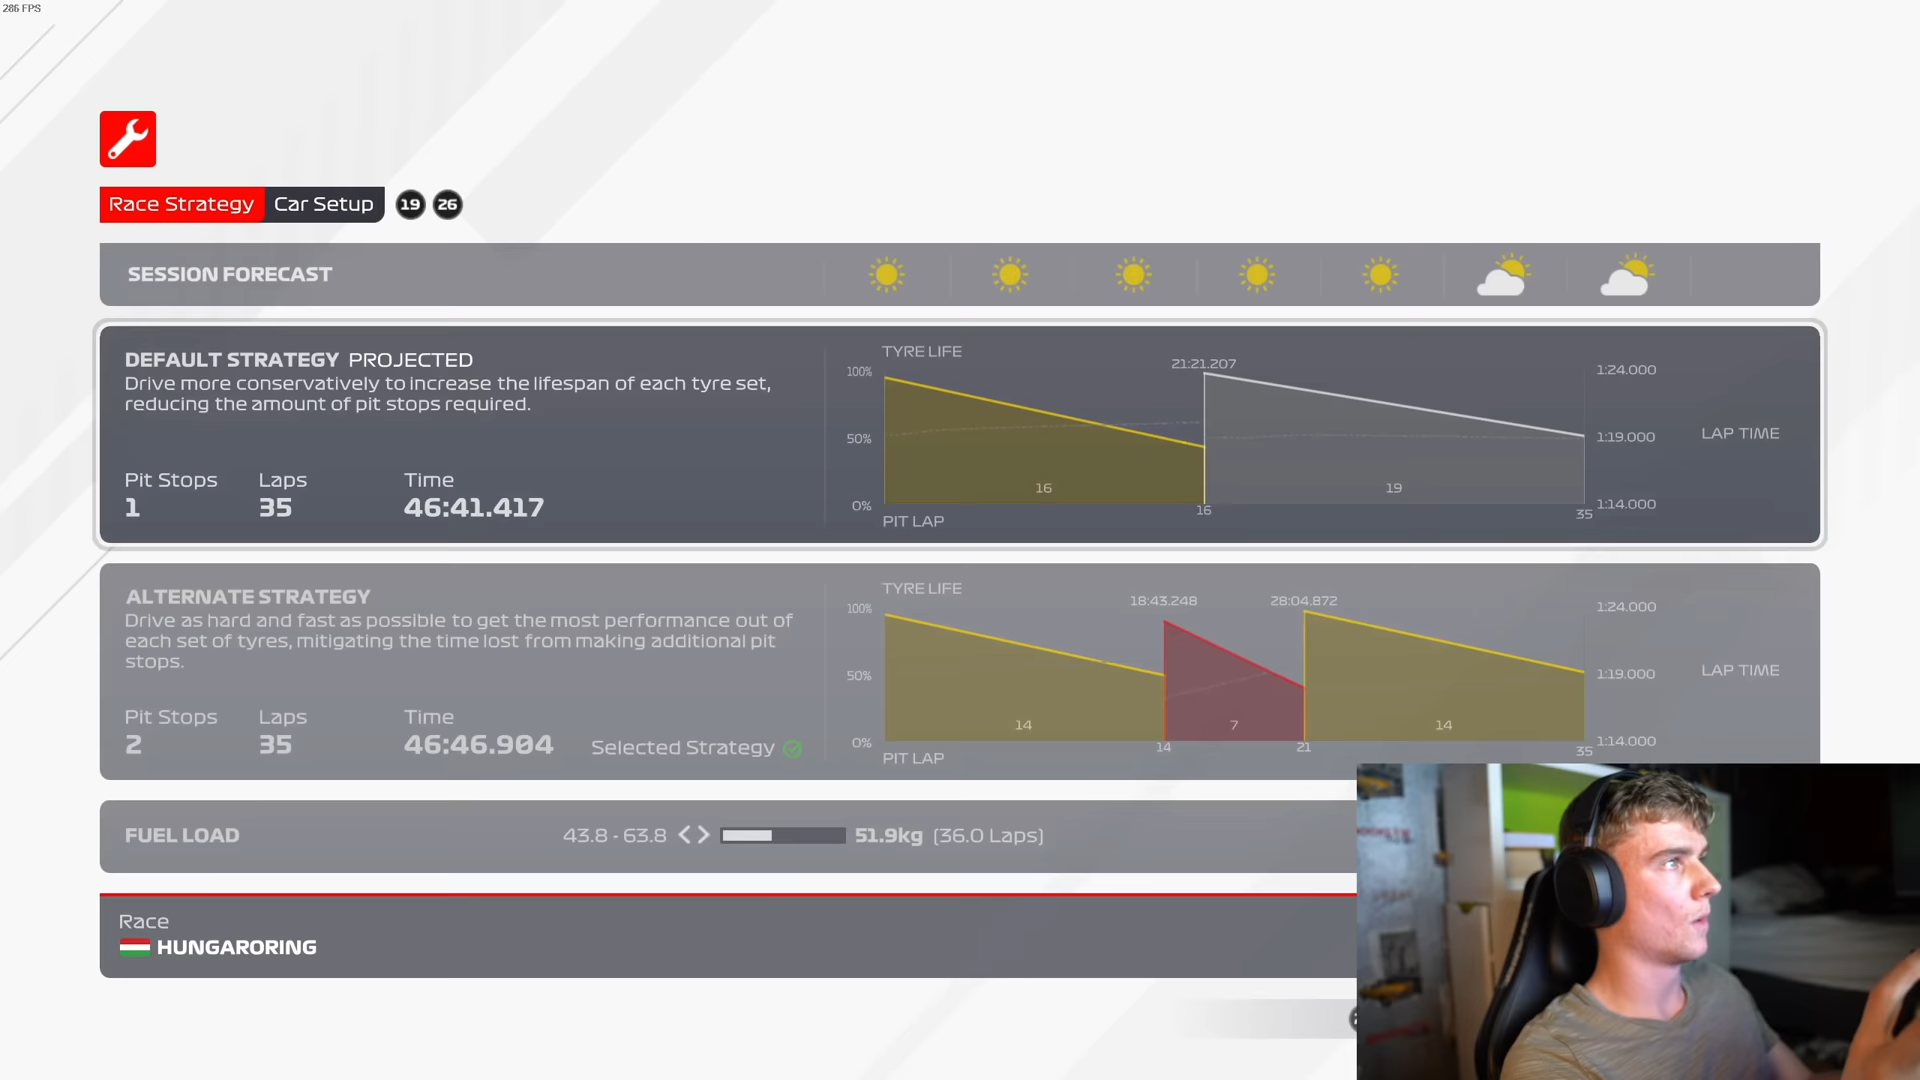 286 FPS
Race Strategy Car Setup 19 26
SESSION FORECAST
DEFAULT STRATEGY PROJECTED
Drive more conservatively to increase the lifespan of each tyre set,
reducing the amount of pit stops required.
Pit Stops Laps Time
1 35 46:41.417
TYRE LIFE
100%
50%
0%
PIT LAP
21:21.207
16 19
16 35
1:24.000
1:19.000
1:14.000
LAP TIME
ALTERNATE STRATEGY
Drive as hard and fast as possible to get the most performance out of
each set of tyres, mitigating the time lost from making additional pit
stops.
Pit Stops Laps Time
2 35 46:46.904 Selected Strategy
TYRE LIFE
100%
50%
0%
PIT LAP
18:43.248 28:04.872
14 7 14
14 21 35
1:24.000
1:19.000
1:14.000
LAP TIME
FUEL LOAD 43.8 - 63.8 51.9kg (36.0 Laps)
Race
HUNGARORING